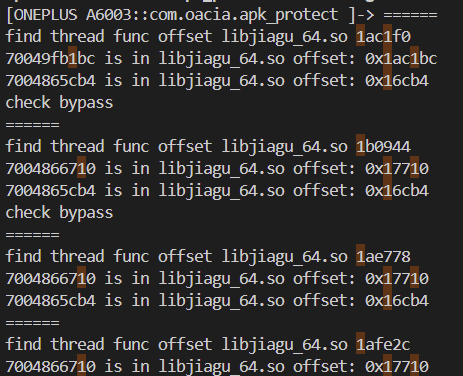 [ONEPLUS A6003::com.oacia.apk_protect ]-> ======
find thread func offset libjiagu_64.so 1ac1f0
70049fb1bc is in libjiagu_64.so offset: 0x1ac1bc
7004865cb4 is in libjiagu_64.so offset: 0x16cb4
check bypass
======
find thread func offset libjiagu_64.so 1b0944
7004866710 is in libjiagu_64.so offset: 0x17710
7004865cb4 is in libjiagu_64.so offset: 0x16cb4
check bypass
======
find thread func offset libjiagu_64.so 1ae778
7004866710 is in libjiagu_64.so offset: 0x17710
7004865cb4 is in libjiagu_64.so offset: 0x16cb4
======
find thread func offset libjiagu_64.so 1afe2c
7004866710 is in libjiagu_64.so offset: 0x17710